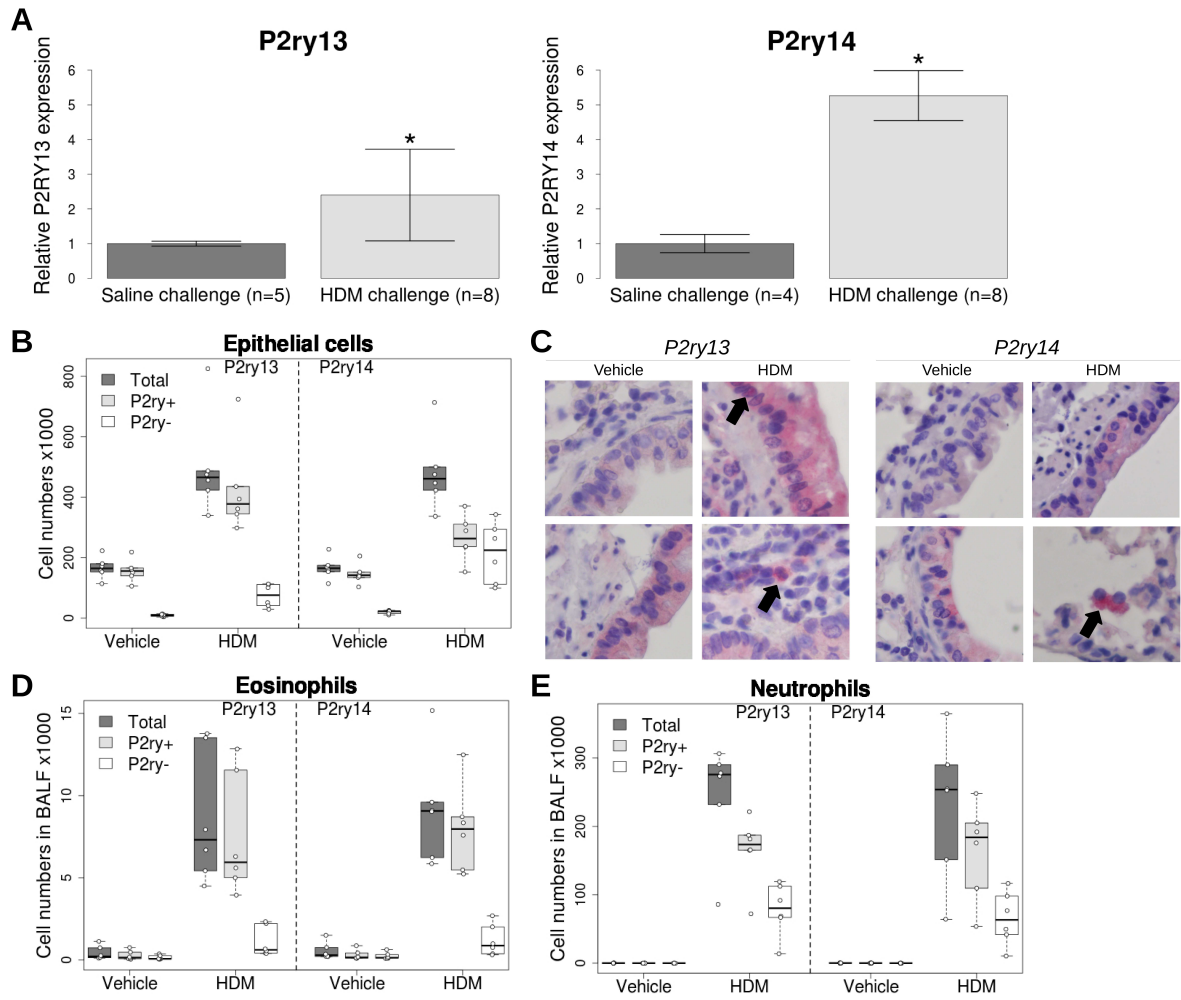 A
P2ry13
P2ry14
Relative P2RY13 expression
0 1 2 3 4 5 6
*
Saline challenge (n=5)
HDM challenge (n=8)
Relative P2RY14 expression
0 1 2 3 4 5 6
*
Saline challenge (n=4)
HDM challenge (n=8)
B
Epithelial cells
P2ry13
P2ry14
Total
P2ry+
P2ry-
Cell numbers x1000
0 200 400 600 800
Vehicle
HDM
Vehicle
HDM
C
P2ry13
P2ry14
Vehicle
HDM
Vehicle
HDM
D
Eosinophils
P2ry13
P2ry14
Total
P2ry+
P2ry-
Cell numbers in BALF x1000
0 5 10 15
Vehicle
HDM
Vehicle
HDM
E
Neutrophils
P2ry13
P2ry14
Total
P2ry+
P2ry-
Cell numbers in BALF x1000
0 100 200 300
Vehicle
HDM
Vehicle
HDM